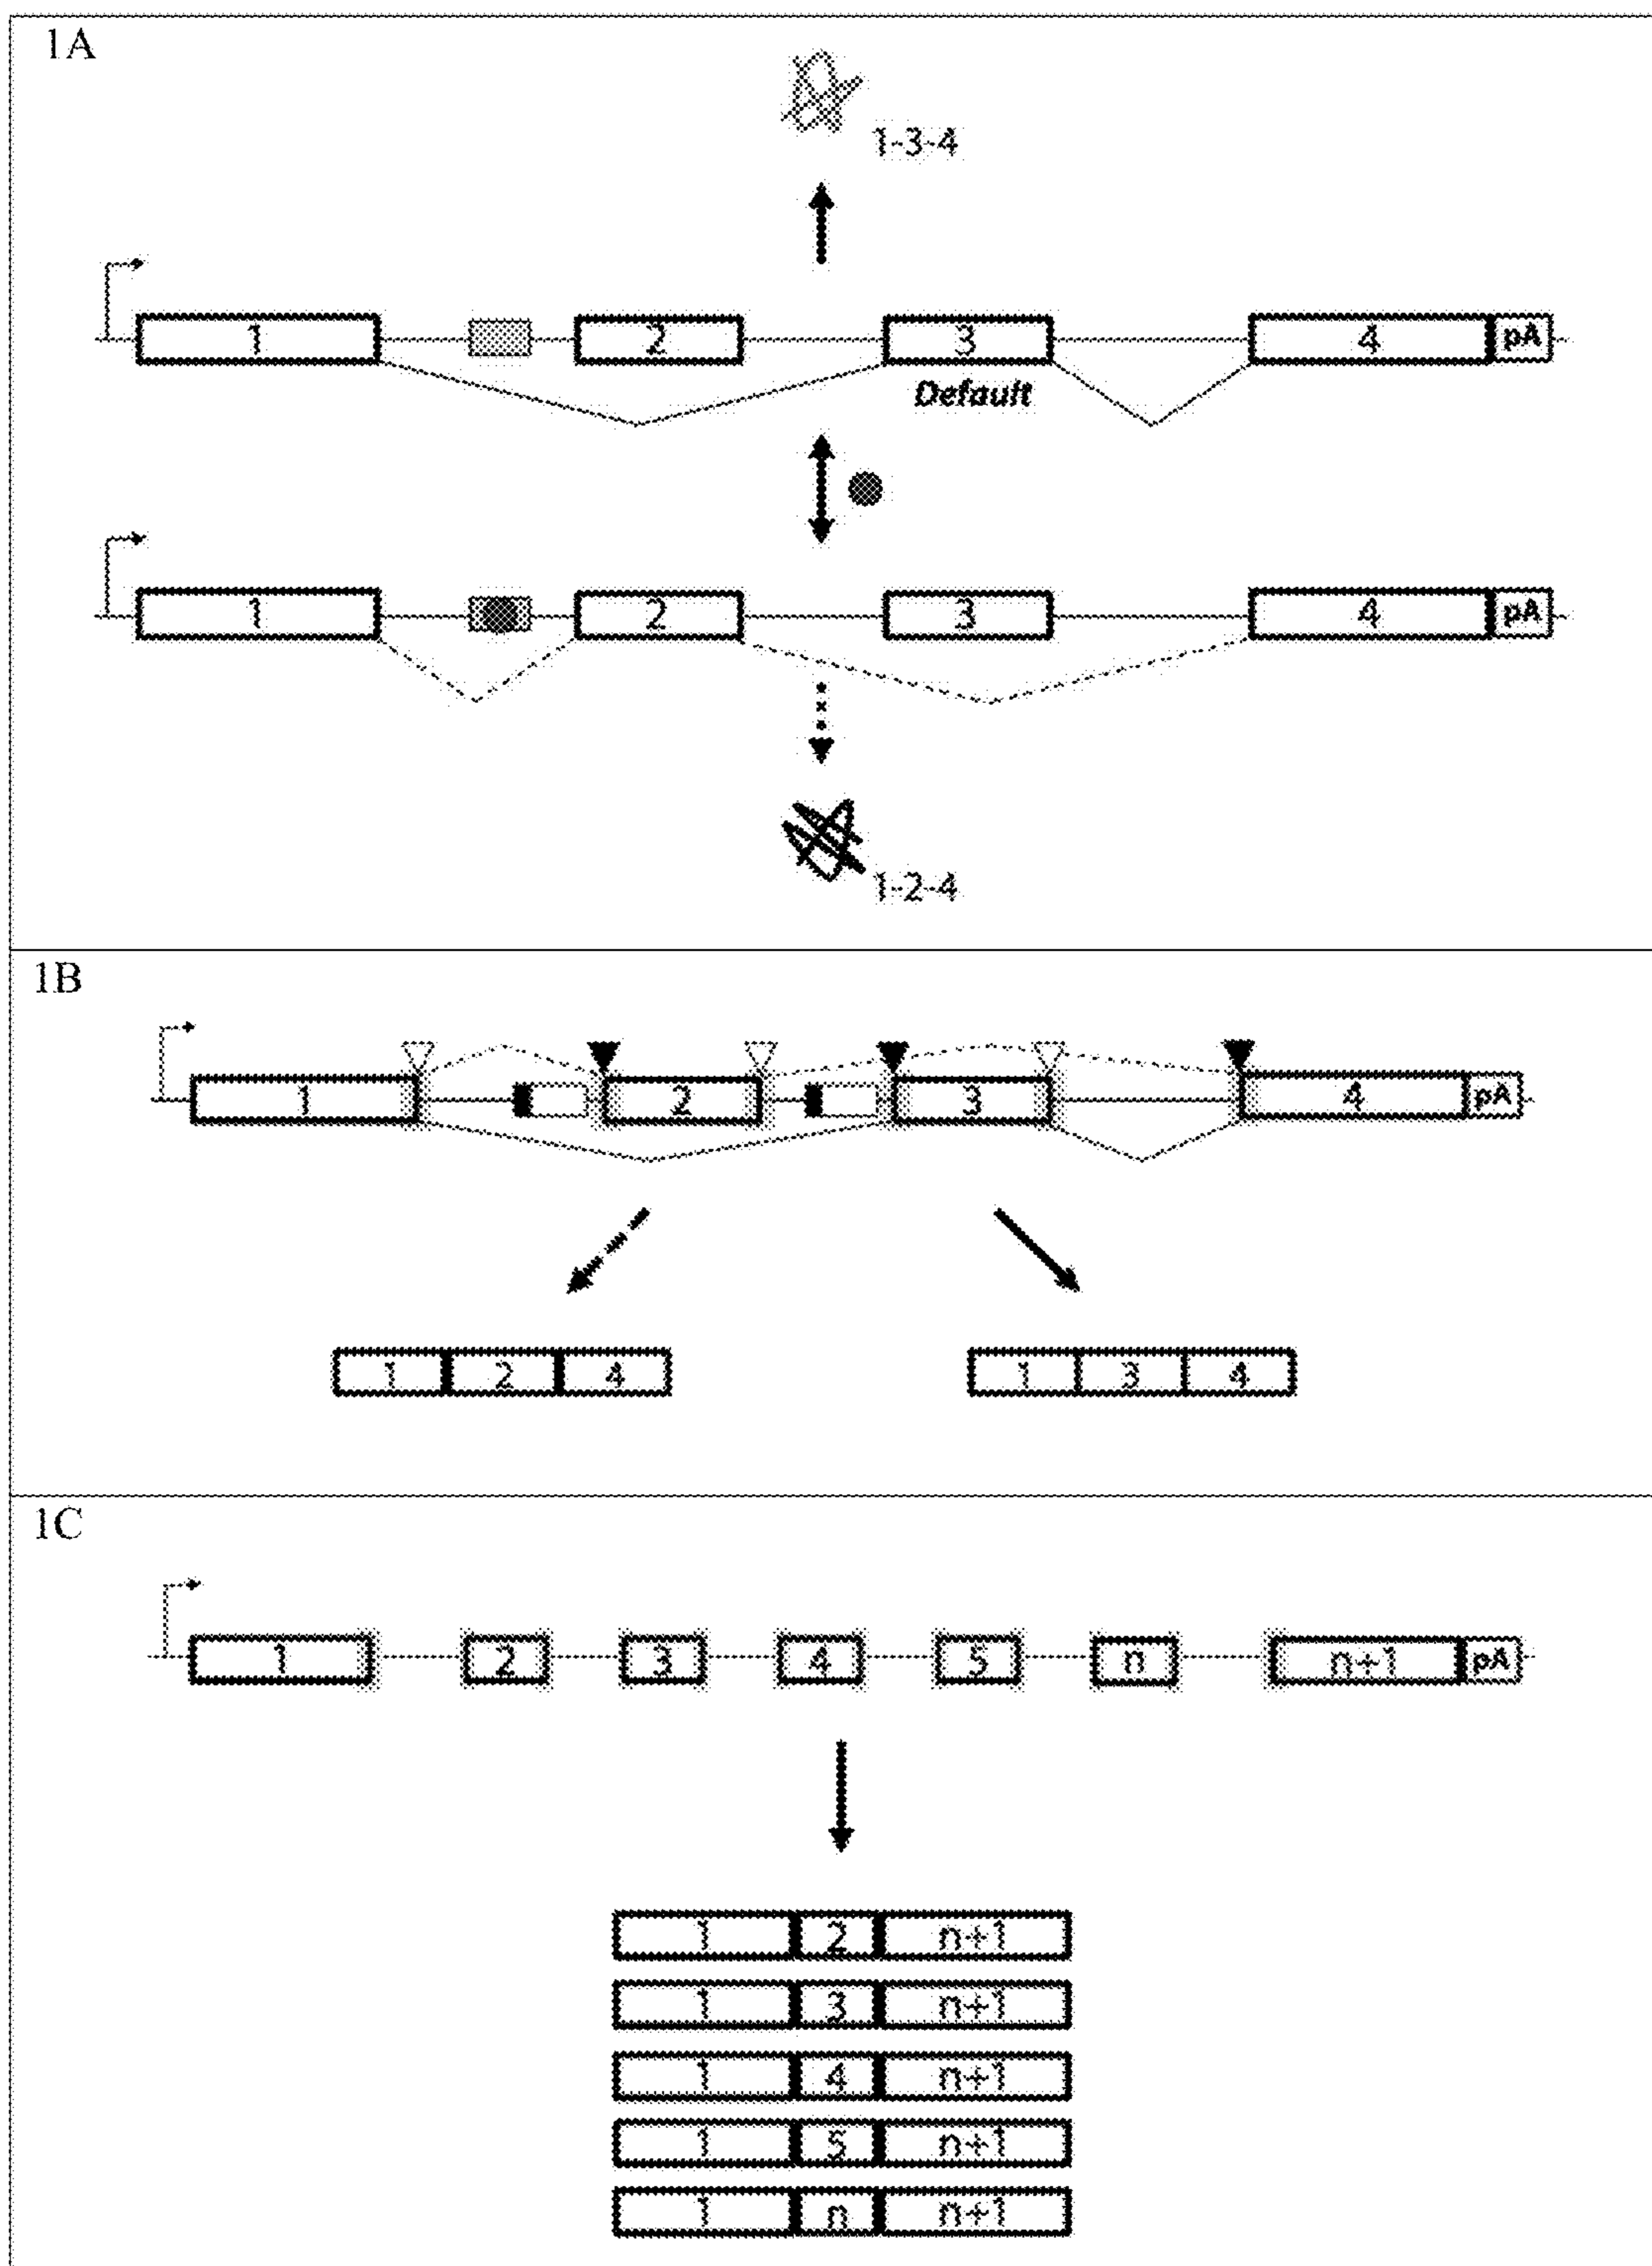 1A
1-3-4
1 2 3 4 pA
Default
1 2 3 4 pA
1-2-4
1B
1 2 3 4 pA
1 2 4 1 3 4
1C
1 2 3 4 5 n n+1 pA
1 2 n+1
1 3 n+1
1 4 n+1
1 5 n+1
1 n n+1